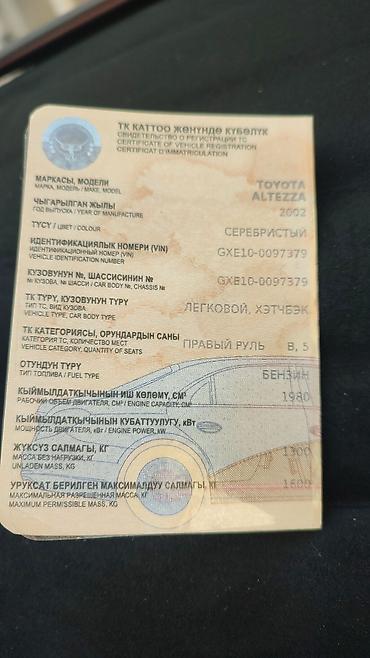 ТК КАТТОО ЖӨНҮНДӨ КҮБӨЛҮК
СВИДЕТЕЛЬСТВО О РЕГИСТРАЦИИ ТС
CERTIFICATE OF VEHICLE REGISTRATION
CERTIFICAT D'IMMATRICULATION
МАРКАСЫ, МОДЕЛИ
МАРКА, МОДЕЛЬ / MAKE, MODEL
TOYOTA
ALTEZZA
ЧЫГАРЫЛГАН ЖЫЛЫ
ГОД ВЫПУСКА / YEAR OF MANUFACTURE
2002
ТҮСҮ / ЦВЕТ / COLOUR
СЕРЕБРИСТЫЙ
ИДЕНТИФИКАЦИЯЛЫК НОМЕРИ (VIN)
ИДЕНТИФИКАЦИОННЫЙ НОМЕР (VIN)
VEHICLE IDENTIFICATION NUMBER
GXE10-0097379
КУЗОВУНУН №, ШАССИСИНИН №
№ КУЗОВА, № ШАССИ / CAR BODY №, CHASSIS №
GXE10-0097379
ТК ТҮРҮ, КУЗОВУНУН ТҮРҮ
ТИП ТС, ВИД КУЗОВА
VEHICLE TYPE, CAR BODY TYPE
ЛЕГКОВОЙ, ХЭТЧБЭК
ТК КАТЕГОРИЯСЫ, ОРУНДАРДЫН САНЫ
КАТЕГОРИЯ ТС, КОЛИЧЕСТВО МЕСТ
VEHICLE CATEGORY, QUANTITY OF SEATS
ПРАВЫЙ РУЛЬ B, 5
ОТУНДУН ТҮРҮ
ТИП ТОПЛИВА / FUEL TYPE
БЕНЗИН
КЫЙМЫЛДАТКЫЧЫНЫН ИШ КӨЛӨМҮ, СМ³
РАБОЧИЙ ОБЪЕМ ДВИГАТЕЛЯ, СМ³ / ENGINE CAPACITY, CM³
1980
КЫЙМЫЛДАТКЫЧЫНЫН КУБАТТУУЛУГУ, кВт
МОЩНОСТЬ ДВИГАТЕЛЯ, кВт / ENGINE POWER, kW
ЖҮКСҮЗ САЛМАГЫ, КГ
МАССА БЕЗ НАГРУЗКИ, КГ
UNLADEN MASS, KG
1300
УРУКСАТ БЕРИЛГЕН МАКСИМАЛДУУ САЛМАГЫ, КГ
МАКСИМАЛЬНАЯ РАЗРЕШЕННАЯ МАССА, КГ
MAXIMUM PERMISSIBLE MASS, KG
1600